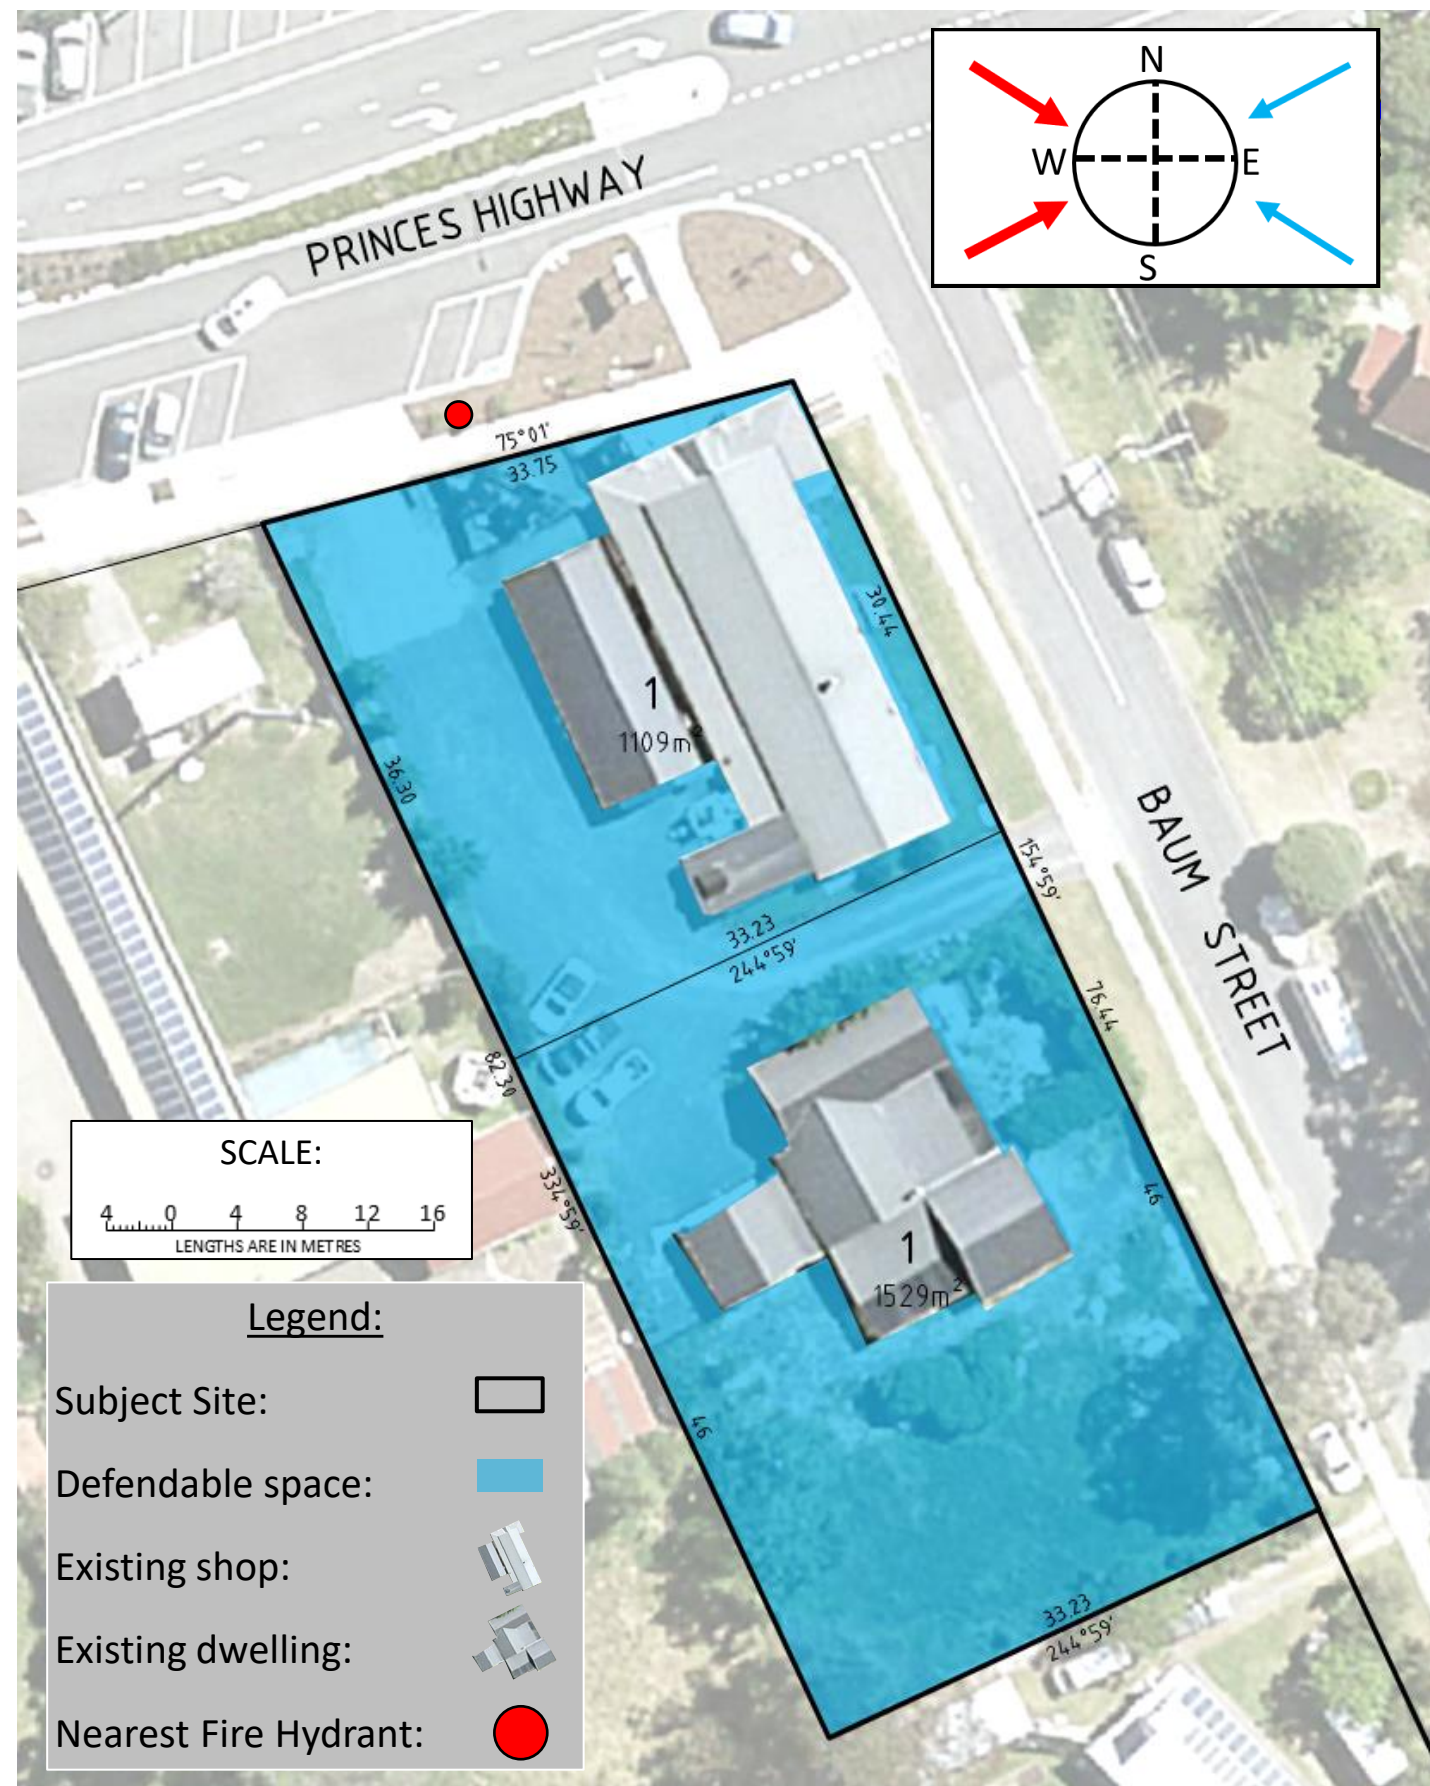 N
W
E
S
PRINCES HIGHWAY
75°01'
33.75
30.44
1
1109m²
36.30
BAUM STREET
154°59'
33.23
244°59'
76.44
82.30
334°59'
46
1
1529m²
46
33.23
244°59'
SCALE:
4 0 4 8 12 16
LENGTHS ARE IN METRES
Legend:
Subject Site:
Defendable space:
Existing shop:
Existing dwelling:
Nearest Fire Hydrant: